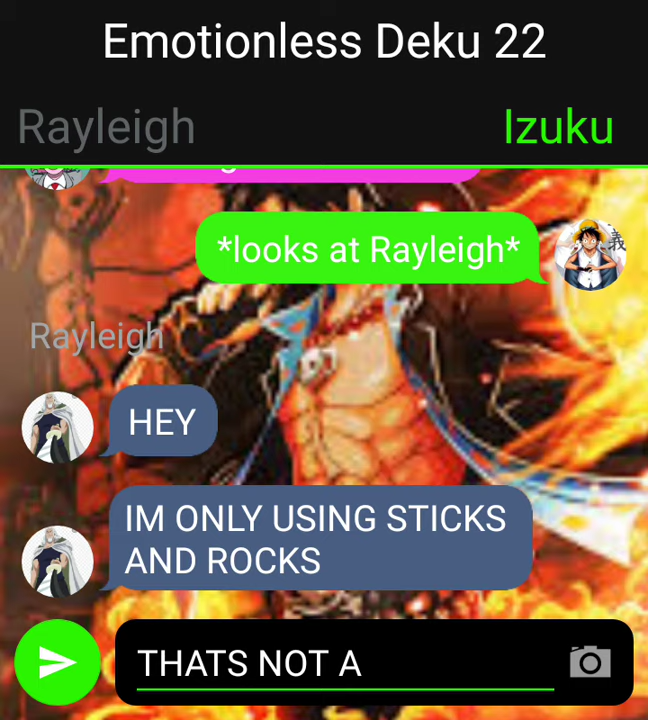 Emotionless Deku 22
Rayleigh
Izuku
*looks at Rayleigh*
Rayleigh
HEY
IM ONLY USING STICKS
AND ROCKS
THATS NOT A